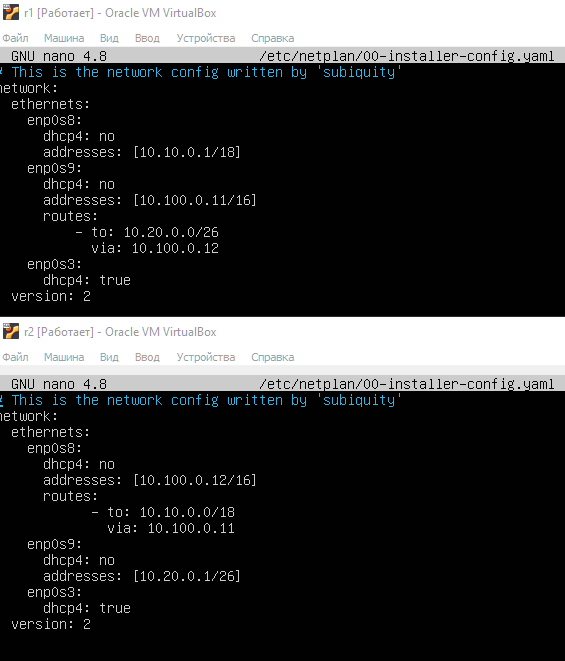 r1 [Работает] - Oracle VM VirtualBox
Файл Машина Вид Ввод Устройства Справка
GNU nano 4.8 /etc/netplan/00-installer-config.yaml
# This is the network config written by 'subiquity'
network:
  ethernets:
    enp0s8:
      dhcp4: no
      addresses: [10.10.0.1/18]
    enp0s9:
      dhcp4: no
      addresses: [10.100.0.11/16]
      routes:
          - to: 10.20.0.0/26
            via: 10.100.0.12
    enp0s3:
      dhcp4: true
  version: 2
r2 [Работает] - Oracle VM VirtualBox
Файл Машина Вид Ввод Устройства Справка
GNU nano 4.8 /etc/netplan/00-installer-config.yaml
# This is the network config written by 'subiquity'
network:
  ethernets:
    enp0s8:
      dhcp4: no
      addresses: [10.100.0.12/16]
      routes:
            - to: 10.10.0.0/18
              via: 10.100.0.11
    enp0s9:
      dhcp4: no
      addresses: [10.20.0.1/26]
    enp0s3:
      dhcp4: true
  version: 2